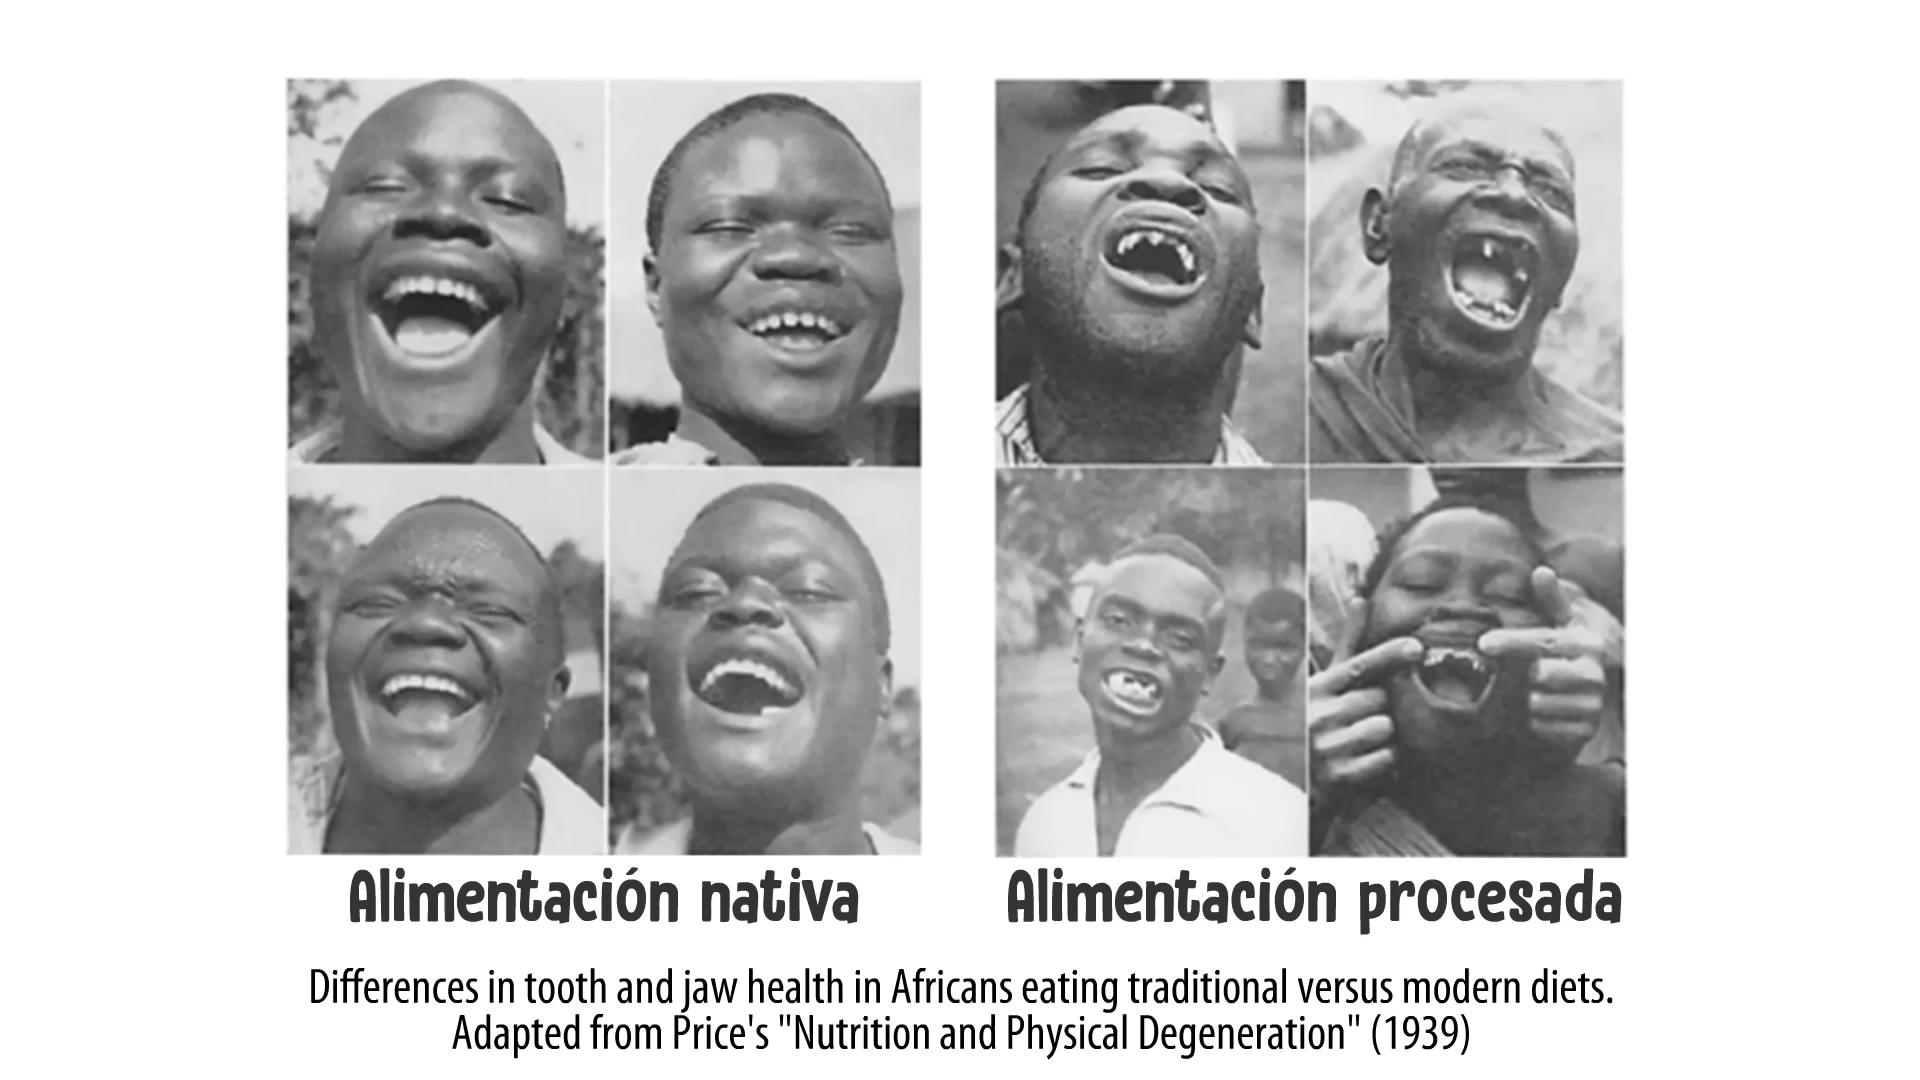 Alimentación nativa
Alimentación procesada
Differences in tooth and jaw health in Africans eating traditional versus modern diets.
Adapted from Price's "Nutrition and Physical Degeneration" (1939)